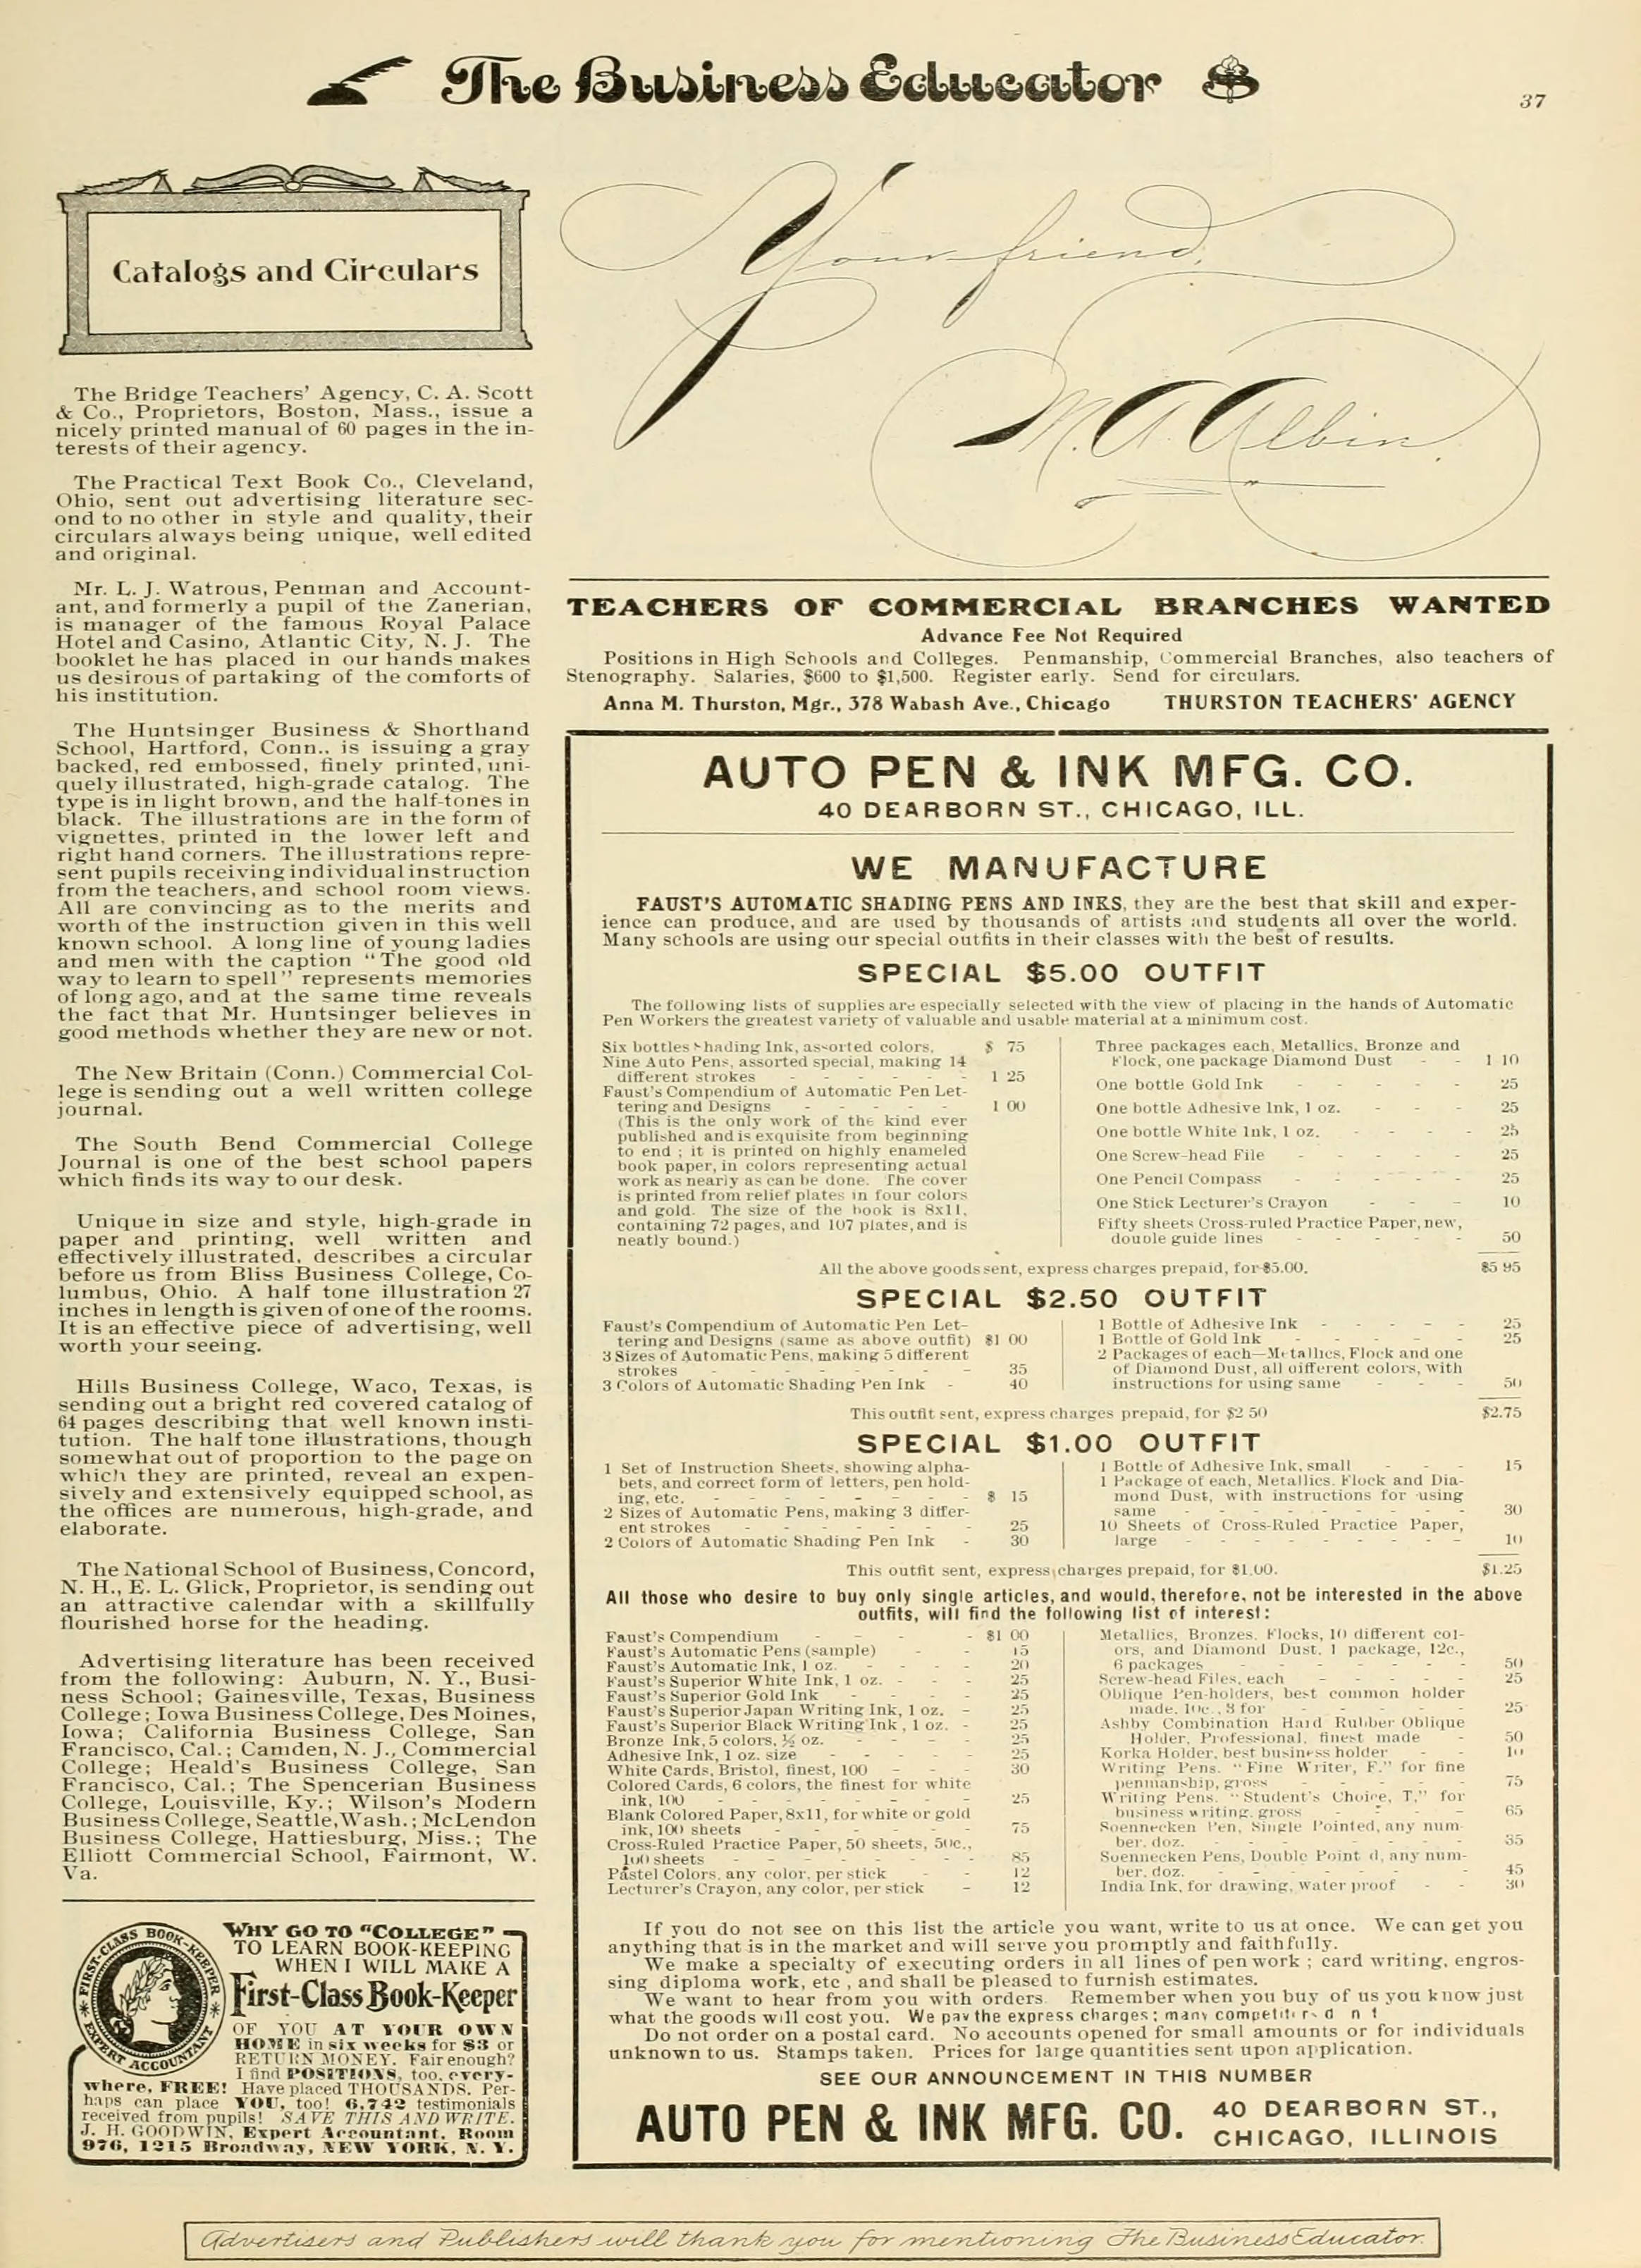 The Business Educator
37
Catalogs and Circulars
The Bridge Teachers' Agency, C. A. Scott
& Co., Proprietors, Boston, Mass., issue a
nicely printed manual of 60 pages in the in-
terests of their agency.
The Practical Text Book Co., Cleveland,
Ohio, sent out advertising literature sec-
ond to no other in style and quality, their
circulars always being unique, well edited
and original.
Mr. L. J. Watrous, Penman and Account-
ant, and formerly a pupil of the Zanerian,
is manager of the famous Royal Palace
Hotel and Casino, Atlantic City, N. J. The
booklet he has placed in our hands makes
us desirous of partaking of the comforts of
his institution.
The Huntsinger Business & Shorthand
School, Hartford, Conn., is issuing a gray
backed, red embossed, finely printed, uni-
quely illustrated, high-grade catalog. The
type is in light brown, and the half-tones in
black. The illustrations are in the form of
vignettes, printed in the lower left and
right hand corners. The illustrations repre-
sent pupils receiving individual instruction
from the teachers, and school room views.
All are convincing as to the merits and
worth of the instruction given in this well
known school. A long line of young ladies
and men with the caption "The good old
way to learn to spell" represents memories
of long ago, and at the same time reveals
the fact that Mr. Huntsinger believes in
good methods whether they are new or not.
The New Britain (Conn.) Commercial Col-
lege is sending out a well written college
journal.
The South Bend Commercial College
Journal is one of the best school papers
which finds its way to our desk.
Unique in size and style, high-grade in
paper and printing, well written and
effectively illustrated, describes a circular
before us from Bliss Business College, Co-
lumbus, Ohio. A half tone illustration 27
inches in length is given of one of the rooms.
It is an effective piece of advertising, well
worth your seeing.
Hills Business College, Waco, Texas, is
sending out a bright red covered catalog of
64 pages describing that well known insti-
tution. The half tone illustrations, though
somewhat out of proportion to the page on
which they are printed, reveal an expen-
sively and extensively equipped school, as
the offices are numerous, high-grade, and
elaborate.
The National School of Business, Concord,
N. H., E. L. Glick, Proprietor, is sending out
an attractive calendar with a skillfully
flourished horse for the heading.
Advertising literature has been received
from the following: Auburn, N. Y., Busi-
ness School; Gainesville, Texas, Business
College; Iowa Business College, Des Moines,
Iowa; California Business College, San
Francisco, Cal.; Camden, N. J., Commercial
College; Heald's Business College, San
Francisco, Cal.; The Spencerian Business
College, Louisville, Ky.; Wilson's Modern
Business College, Seattle, Wash.; McLendon
Business College, Hattiesburg, Miss.; The
Elliott Commercial School, Fairmont, W.
Va.
FIRST-CLASS BOOK-KEEPER
EXPERT ACCOUNTANT
WHY GO TO "COLLEGE"
TO LEARN BOOK-KEEPING
WHEN I WILL MAKE A
First-Class Book-Keeper
OF YOU AT YOUR OWN
HOME in six weeks for $3 or
RETURN MONEY. Fair enough?
I find POSITIONS, too, every-
where, FREE! Have placed THOUSANDS. Per-
haps can place YOU, too! 6,742 testimonials
received from pupils! SAVE THIS AND WRITE.
J. H. GOODWIN, Expert Accountant, Room
976, 1215 Broadway, NEW YORK, N. Y.
Your friend,
M. A. Albin.
TEACHERS OF COMMERCIAL BRANCHES WANTED
Advance Fee Not Required
Positions in High Schools and Colleges. Penmanship, Commercial Branches, also teachers of
Stenography. Salaries, $600 to $1,500. Register early. Send for circulars.
Anna M. Thurston, Mgr., 378 Wabash Ave., Chicago THURSTON TEACHERS' AGENCY
AUTO PEN & INK MFG. CO.
40 DEARBORN ST., CHICAGO, ILL.
WE MANUFACTURE
FAUST'S AUTOMATIC SHADING PENS AND INKS, they are the best that skill and exper-
ience can produce, and are used by thousands of artists and students all over the world.
Many schools are using our special outfits in their classes with the best of results.
SPECIAL $5.00 OUTFIT
The following lists of supplies are especially selected with the view of placing in the hands of Automatic
Pen Workers the greatest variety of valuable and usable material at a minimum cost.
Six bottles Shading Ink, assorted colors, $ 75
Nine Auto Pens, assorted special, making 14
different strokes - - - - - - 1 25
Faust's Compendium of Automatic Pen Let-
tering and Designs - - - - - 1 00
(This is the only work of the kind ever
published and is exquisite from beginning
to end; it is printed on highly enameled
book paper, in colors representing actual
work as nearly as can be done. The cover
is printed from relief plates in four colors
and gold. The size of the book is 8x11,
containing 72 pages, and 107 plates, and is
neatly bound.)
Three packages each, Metallics, Bronze and
Flock, one package Diamond Dust - - 1 10
One bottle Gold Ink - - - - - 25
One bottle Adhesive Ink, 1 oz. - - - 25
One bottle White Ink, 1 oz. - - - - 25
One Screw-head File - - - - - 25
One Pencil Compass - - - - - 25
One Stick Lecturer's Crayon - - - 10
Fifty sheets Cross-ruled Practice Paper, new,
double guide lines - - - - - 50
All the above goods sent, express charges prepaid, for $5.00. $5 95
SPECIAL $2.50 OUTFIT
Faust's Compendium of Automatic Pen Let-
tering and Designs (same as above outfit) $1 00
3 Sizes of Automatic Pens, making 5 different
strokes - - - - - - - 35
3 Colors of Automatic Shading Pen Ink - 40
1 Bottle of Adhesive Ink - - - - - 25
1 Bottle of Gold Ink - - - - - 25
2 Packages of each—Metallics, Flock and one
of Diamond Dust, all different colors, with
instructions for using same - - - 50
This outfit sent, express charges prepaid, for $2 50 $2.75
SPECIAL $1.00 OUTFIT
1 Set of Instruction Sheets, showing alpha-
bets, and correct form of letters, pen hold-
ing, etc. - - - - - - - - $ 15
2 Sizes of Automatic Pens, making 3 differ-
ent strokes - - - - - - - 25
2 Colors of Automatic Shading Pen Ink - 30
1 Bottle of Adhesive Ink, small - - - 15
1 Package of each, Metallics, Flock and Dia-
mond Dust, with instructions for using
same - - - - - - - - 30
10 Sheets of Cross-Ruled Practice Paper,
large - - - - - - - - 10
This outfit sent, express charges prepaid, for $1.00. $1.25
All those who desire to buy only single articles, and would, therefore, not be interested in the above
outfits, will find the following list of interest:
Faust's Compendium - - - - - $1 00
Faust's Automatic Pens (sample) - - 15
Faust's Automatic Ink, 1 oz. - - - - 20
Faust's Superior White Ink, 1 oz. - - - 25
Faust's Superior Gold Ink - - - - 25
Faust's Superior Japan Writing Ink, 1 oz. - 25
Faust's Superior Black Writing Ink, 1 oz. - 25
Bronze Ink, 5 colors, ½ oz. - - - - 25
Adhesive Ink, 1 oz. size - - - - - 25
White Cards, Bristol, finest, 100 - - - 30
Colored Cards, 6 colors, the finest for white
ink, 100 - - - - - - - 25
Blank Colored Paper, 8x11, for white or gold
ink, 100 sheets - - - - - - 75
Cross-Ruled Practice Paper, 50 sheets, 50c.,
100 sheets - - - - - - - 85
Pastel Colors, any color, per stick - 12
Lecturer's Crayon, any color, per stick - 12
Metallics, Bronzes, Flocks, 10 different col-
ors, and Diamond Dust, 1 package, 12c.,
6 packages - - - - - - - 50
Screw-head Files, each - - - - 25
Oblique Pen-holders, best common holder
made, 10c., 3 for - - - - - 25
Ashby Combination Hard Rubber Oblique
Holder, Professional, finest made - 50
Korka Holder, best business holder - - 10
Writing Pens. "Fine Writer, F." for fine
penmanship, gross - - - - - 75
Writing Pens. "Student's Choice, T," for
business writing, gross - - - - 65
Soennecken Pen, Single Pointed, any num-
ber, doz. - - - - - - - 35
Soennecken Pens, Double Point d, any num-
ber, doz. - - - - - - - 45
India Ink, for drawing, water proof - - 30
If you do not see on this list the article you want, write to us at once. We can get you
anything that is in the market and will serve you promptly and faithfully.
We make a specialty of executing orders in all lines of pen work; card writing, engros-
sing diploma work, etc., and shall be pleased to furnish estimates.
We want to hear from you with orders. Remember when you buy of us you know just
what the goods will cost you. We pay the express charges; many
Do not order on a postal card. No accounts opened for small amounts or for individuals
unknown to us. Stamps taken. Prices for large quantities sent upon application.
SEE OUR ANNOUNCEMENT IN THIS NUMBER
AUTO PEN & INK MFG. CO. 40 DEARBORN ST.,
CHICAGO, ILLINOIS
Advertisers and Publishers will thank you for mentioning The Business Educator.